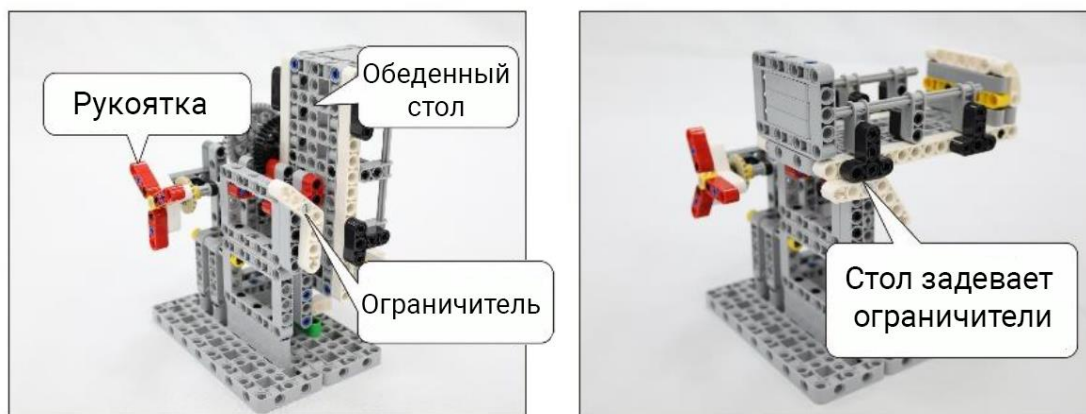 Рукоятка
Обеденный
стол
Ограничитель
Стол задевает
ограничители